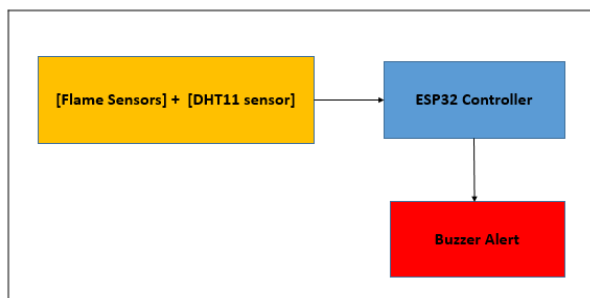 [Flame Sensors] + [DHT11 sensor]
ESP32 Controller
Buzzer Alert